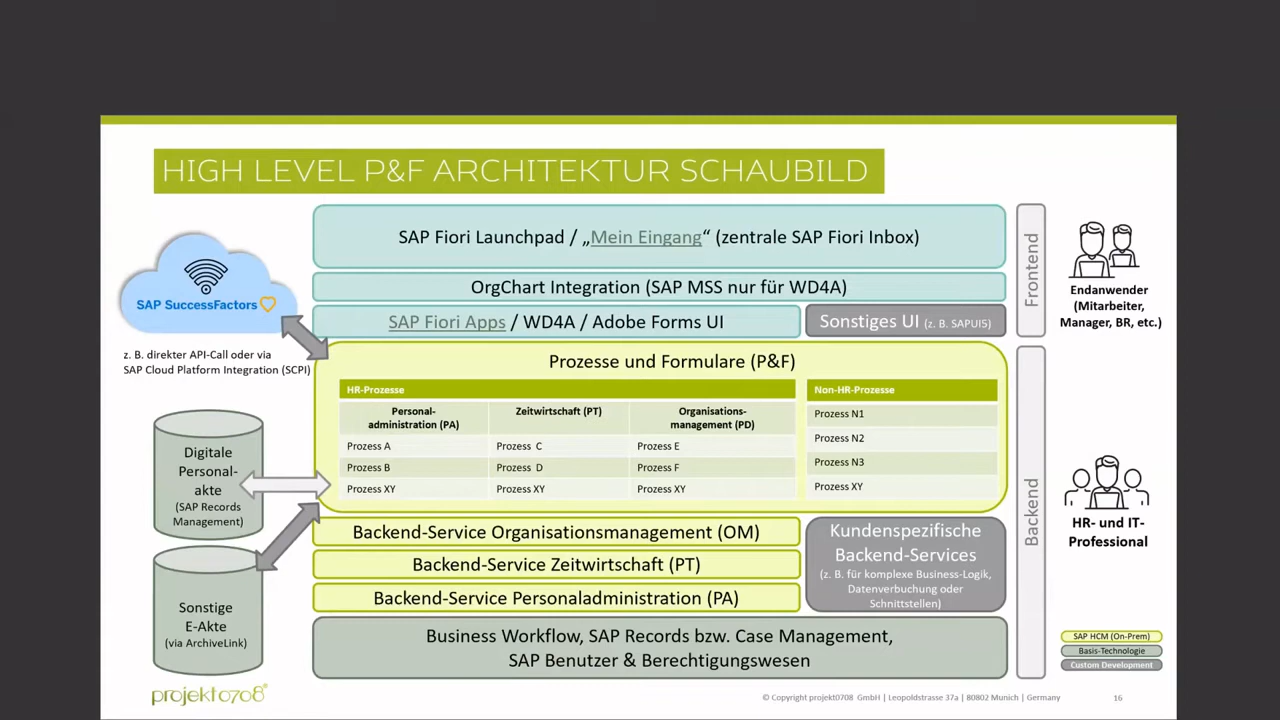 HIGH LEVEL P&F ARCHITEKTUR SCHAUBILD
SAP Fiori Launchpad / „Mein Eingang“ (zentrale SAP Fiori Inbox)
OrgChart Integration (SAP MSS nur für WD4A)
SAP Fiori Apps / WD4A / Adobe Forms UI
Sonstiges UI (z. B. SAPUI5)
Frontend
Endanwender
(Mitarbeiter,
Manager, BR, etc.)
SAP SuccessFactors
z. B. direkter API-Call oder via
SAP Cloud Platform Integration (SCPI)
Prozesse und Formulare (P&F)
HR-Prozesse
Personal-
administration (PA)
Zeitwirtschaft (PT)
Organisations-
management (PD)
Prozess A
Prozess C
Prozess E
Prozess B
Prozess D
Prozess F
Prozess XY
Prozess XY
Prozess XY
Non-HR-Prozesse
Prozess N1
Prozess N2
Prozess N3
Prozess XY
Digitale
Personal-
akte
(SAP Records
Management)
Sonstige
E-Akte
(via ArchiveLink)
Backend-Service Organisationsmanagement (OM)
Backend-Service Zeitwirtschaft (PT)
Backend-Service Personaladministration (PA)
Kundenspezifische
Backend-Services
(z. B. für komplexe Business-Logik,
Datenverbuchung oder
Schnittstellen)
Business Workflow, SAP Records bzw. Case Management,
SAP Benutzer & Berechtigungswesen
Backend
HR- und IT-
Professional
SAP HCM (On-Prem)
Basis-Technologie
Custom Development
projekt0708®
© Copyright projekt0708 GmbH | Leopoldstrasse 37a | 80802 Munich | Germany
16